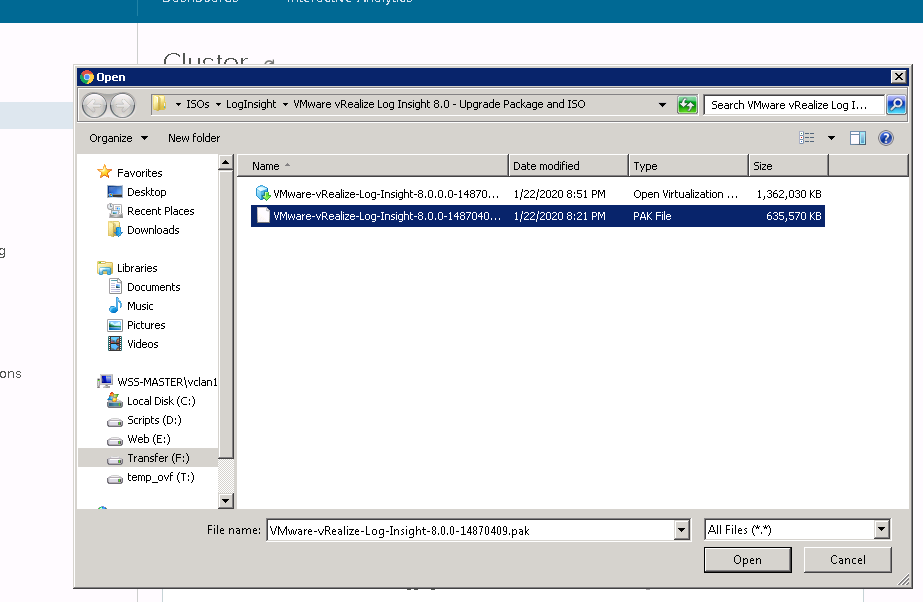 Dashboards Interactive Analytics
Cluster
Open
ISOs LogInsight VMware vRealize Log Insight 8.0 - Upgrade Package and ISO
Search VMware vRealize Log I...
Organize New folder
Favorites
Desktop
Recent Places
Downloads
Libraries
Documents
Music
Pictures
Videos
WSS-MASTER\vclan1
Local Disk (C:)
Scripts (D:)
Web (E:)
Transfer (F:)
temp_ovf (T:)
Name Date modified Type Size
VMware-vRealize-Log-Insight-8.0.0.0-14870... 1/22/2020 8:51 PM Open Virtualization ... 1,362,030 KB
VMware-vRealize-Log-Insight-8.0.0-1487040... 1/22/2020 8:21 PM PAK File 635,570 KB
g
ons
File name: VMware-vRealize-Log-Insight-8.0.0-14870409.pak
All Files (*.*)
Open Cancel